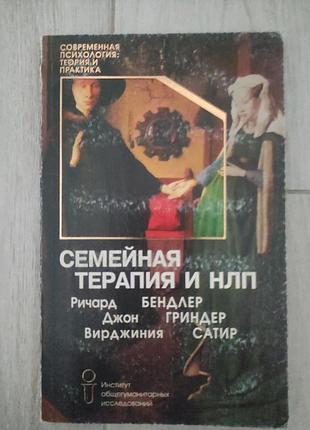 СОВРЕМЕННАЯ
ПСИХОЛОГИЯ:
ТЕОРИЯ И
ПРАКТИКА
СЕМЕЙНАЯ
ТЕРАПИЯ И НЛП
Ричард БЕНДЛЕР
Джон ГРИНДЕР
Вирджиния САТИР
Институт
общегуманитарных
исследований